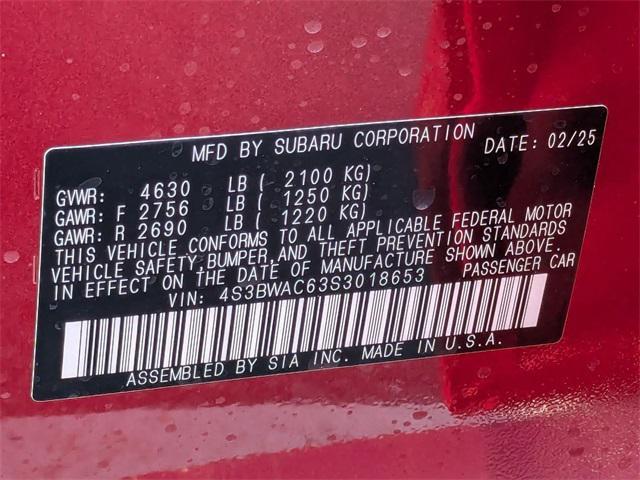 MFD BY SUBARU CORPORATION DATE: 02/25
GVWR: 4630 LB ( 2100 KG)
GAWR: F 2756 LB ( 1250 KG)
GAWR: R 2690 LB ( 1220 KG)
THIS VEHICLE CONFORMS TO ALL APPLICABLE FEDERAL MOTOR
VEHICLE SAFETY,BUMPER,AND THEFT PREVENTION STANDARDS
IN EFFECT ON THE DATE OF MANUFACTURE SHOWN ABOVE.
VIN: 4S3BWAC63S3018653 PASSENGER CAR
ASSEMBLED BY SIA INC. MADE IN U.S.A.